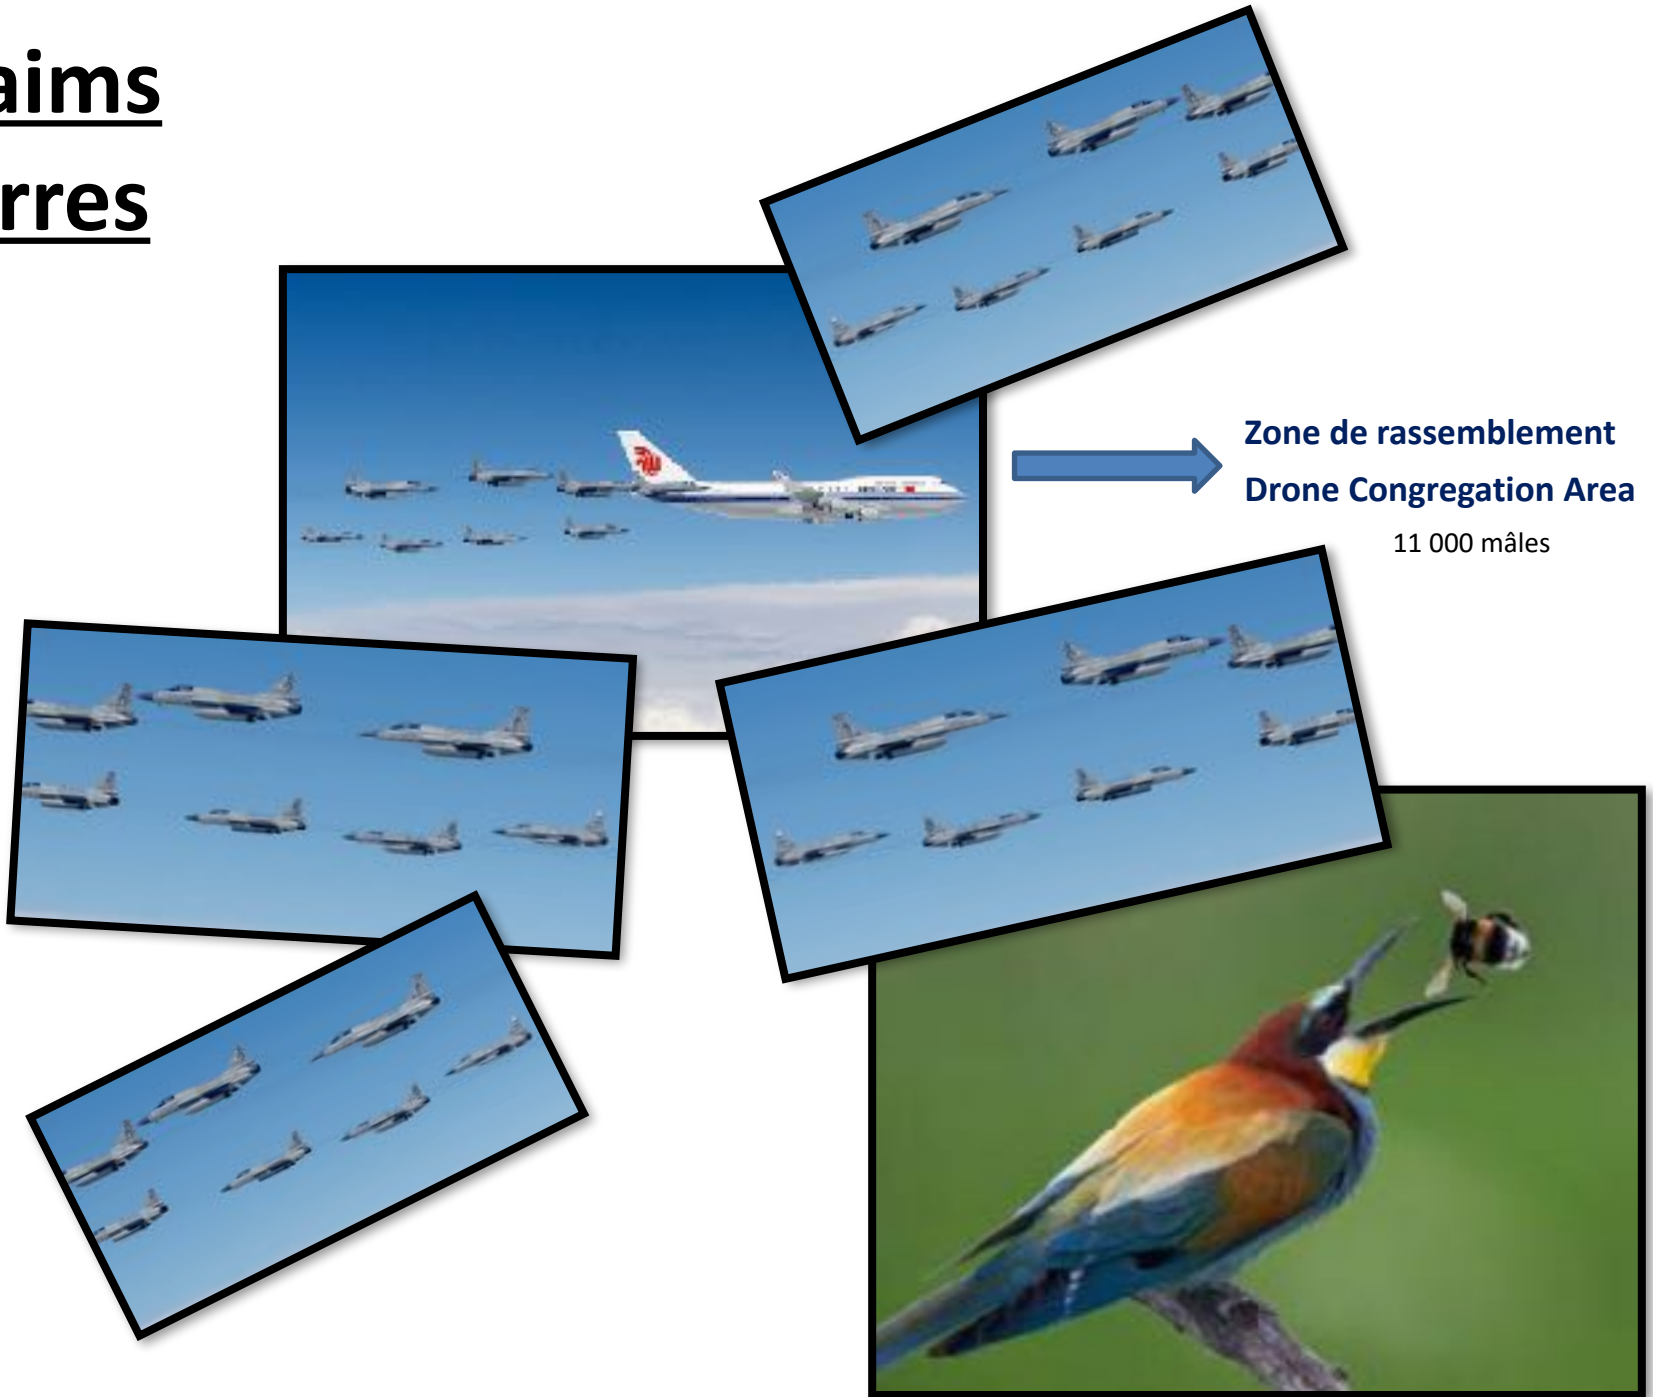 aims
rres
Zone de rassemblement
Drone Congregation Area
11 000 mâles